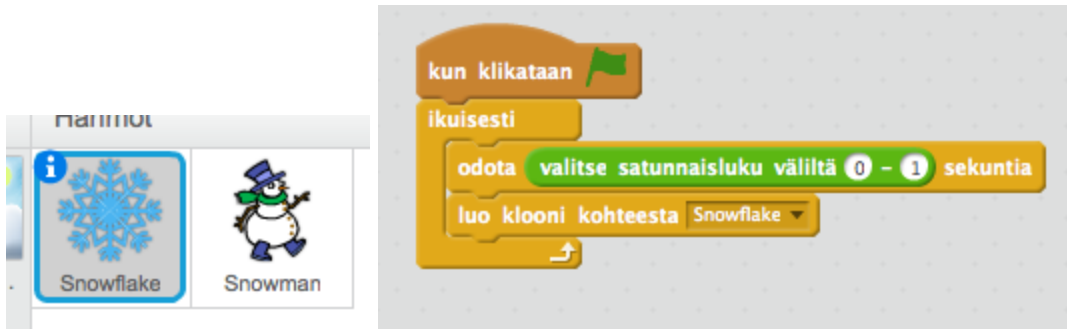 Hahmot
i
Snowflake
Snowman
kun klikataan
ikuisesti
odota valitse satunnaisluku väliltä 0 - 1 sekuntia
luo klooni kohteesta Snowflake